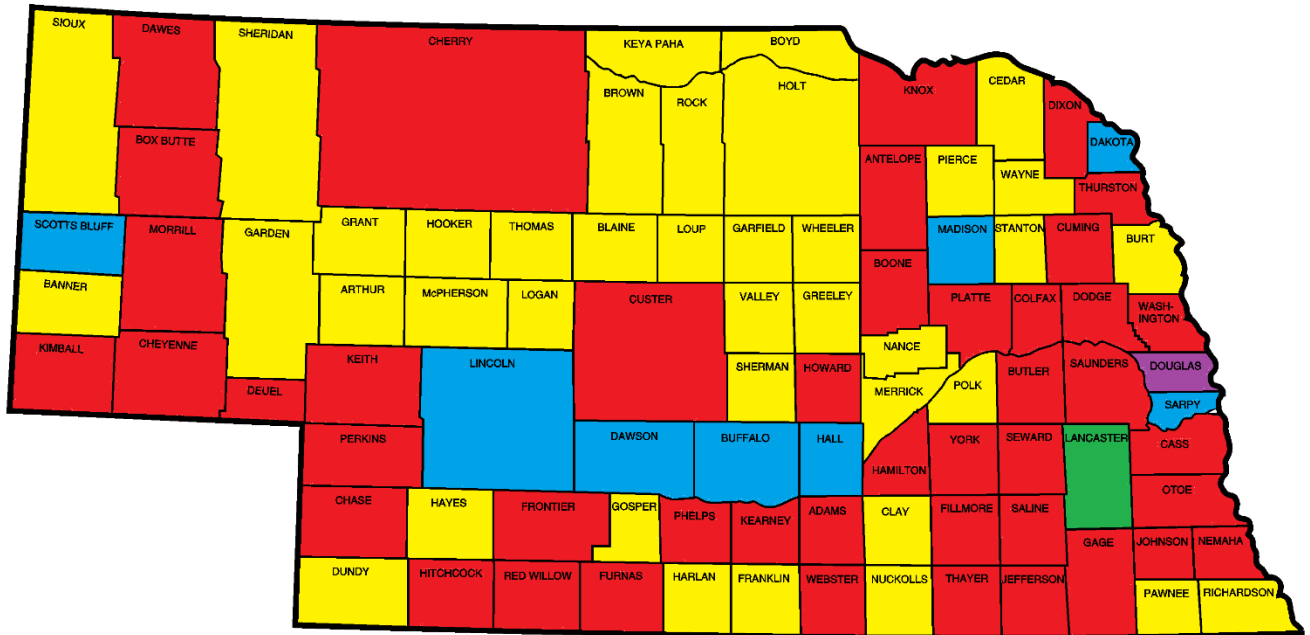 SIOUX
DAWES
SHERIDAN
CHERRY
KEYA PAHA
BOYD
BROWN
ROCK
HOLT
KNOX
CEDAR
DIXON
DAKOTA
BOX BUTTE
ANTELOPE
PIERCE
WAYNE
THURSTON
SCOTTS BLUFF
MORRILL
GARDEN
GRANT
HOOKER
THOMAS
BLAINE
LOUP
GARFIELD
WHEELER
BOONE
MADISON
STANTON
CUMING
BURT
BANNER
ARTHUR
McPHERSON
LOGAN
CUSTER
VALLEY
GREELEY
PLATTE
COLFAX
DODGE
WASH-
INGTON
KIMBALL
CHEYENNE
DEUEL
KEITH
LINCOLN
SHERMAN
HOWARD
NANCE
MERRICK
POLK
BUTLER
SAUNDERS
DOUGLAS
SARPY
PERKINS
DAWSON
BUFFALO
HALL
HAMILTON
YORK
SEWARD
LANCASTER
CASS
CHASE
HAYES
FRONTIER
GOSPER
PHELPS
KEARNEY
ADAMS
CLAY
FILLMORE
SALINE
OTOE
GAGE
JOHNSON
NEMAHA
DUNDY
HITCHCOCK
RED WILLOW
FURNAS
HARLAN
FRANKLIN
WEBSTER
NUCKOLLS
THAYER
JEFFERSON
PAWNEE
RICHARDSON